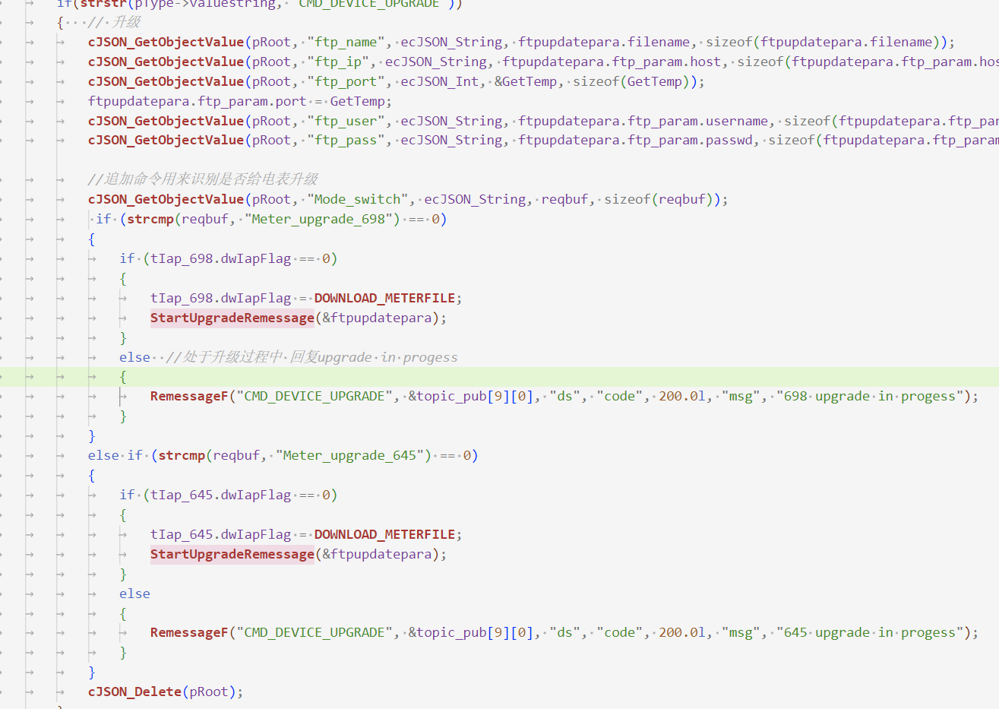 if(strstr(pType->valuestring, "CMD_DEVICE_UPGRADE"))
{ // 升级
cJSON_GetObjectValue(pRoot, "ftp_name", ecJSON_String, ftpupdatepara.filename, sizeof(ftpupdatepara.filename));
cJSON_GetObjectValue(pRoot, "ftp_ip", ecJSON_String, ftpupdatepara.ftp_param.host, sizeof(ftpupdatepara.ftp_param.hos
cJSON_GetObjectValue(pRoot, "ftp_port", ecJSON_Int, &GetTemp, sizeof(GetTemp));
ftpupdatepara.ftp_param.port = GetTemp;
cJSON_GetObjectValue(pRoot, "ftp_user", ecJSON_String, ftpupdatepara.ftp_param.username, sizeof(ftpupdatepara.ftp_par
cJSON_GetObjectValue(pRoot, "ftp_pass", ecJSON_String, ftpupdatepara.ftp_param.passwd, sizeof(ftpupdatepara.ftp_param
//追加命令用来识别是否给电表升级
cJSON_GetObjectValue(pRoot, "Mode_switch", ecJSON_String, reqbuf, sizeof(reqbuf));
if (strcmp(reqbuf, "Meter_upgrade_698") == 0)
{
if (tIap_698.dwIapFlag == 0)
{
tIap_698.dwIapFlag = DOWNLOAD_METERFILE;
StartUpgradeRemessage(&ftpupdatepara);
}
else //处于升级过程中 回复upgrade in progess
{
RemessageF("CMD_DEVICE_UPGRADE", &topic_pub[9][0], "ds", "code", 200.0l, "msg", "698 upgrade in progess");
}
}
else if (strcmp(reqbuf, "Meter_upgrade_645") == 0)
{
if (tIap_645.dwIapFlag == 0)
{
tIap_645.dwIapFlag = DOWNLOAD_METERFILE;
StartUpgradeRemessage(&ftpupdatepara);
}
else
{
RemessageF("CMD_DEVICE_UPGRADE", &topic_pub[9][0], "ds", "code", 200.0l, "msg", "645 upgrade in progess");
}
}
cJSON_Delete(pRoot);